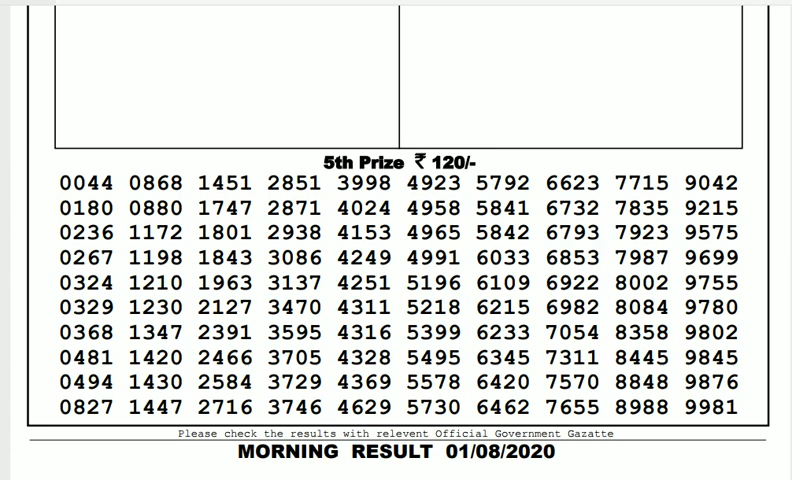 5th Prize ₹ 120/-
0044 0868 1451 2851 3998 4923 5792 6623 7715 9042
0180 0880 1747 2871 4024 4958 5841 6732 7835 9215
0236 1172 1801 2938 4153 4965 5842 6793 7923 9575
0267 1198 1843 3086 4249 4991 6033 6853 7987 9699
0324 1210 1963 3137 4251 5196 6109 6922 8002 9755
0329 1230 2127 3470 4311 5218 6215 6982 8084 9780
0368 1347 2391 3595 4316 5399 6233 7054 8358 9802
0481 1420 2466 3705 4328 5495 6345 7311 8445 9845
0494 1430 2584 3729 4369 5578 6420 7570 8848 9876
0827 1447 2716 3746 4629 5730 6462 7655 8988 9981
Please check the results with relevent Official Government Gazatte
MORNING RESULT 01/08/2020